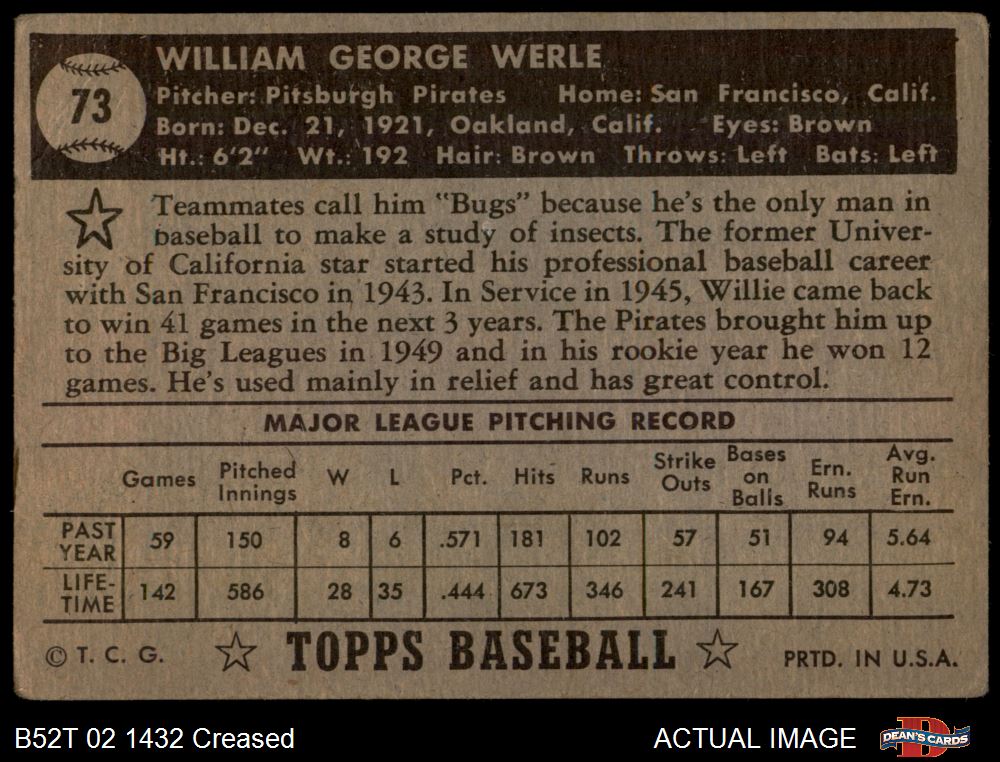 73
WILLIAM GEORGE WERLE
Pitcher: Pitsburgh Pirates Home: San Francisco, Calif.
Born: Dec. 21, 1921, Oakland, Calif. Eyes: Brown
Ht.: 6'2" Wt.: 192 Hair: Brown Throws: Left Bats: Left
Teammates call him "Bugs" because he's the only man in
baseball to make a study of insects. The former Univer-
sity of California star started his professional baseball career
with San Francisco in 1943. In Service in 1945, Willie came back
to win 41 games in the next 3 years. The Pirates brought him up
to the Big Leagues in 1949 and in his rookie year he won 12
games. He's used mainly in relief and has great control.
MAJOR LEAGUE PITCHING RECORD
Games Pitched Innings W L Pct. Hits Runs Strike Outs Bases on Balls Ern. Runs Avg. Run Ern.
PAST YEAR 59 150 8 6 .571 181 102 57 51 94 5.64
LIFE-TIME 142 586 28 35 .444 673 346 241 167 308 4.73
© T. C. G. TOPPS BASEBALL PRTD. IN U.S.A.
B52T 02 1432 Creased ACTUAL IMAGE DEAN'S CARDS